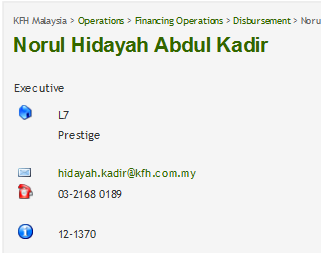 KFH Malaysia > Operations > Financing Operations > Disbursement > Noru
Norul Hidayah Abdul Kadir
Executive
L7
Prestige
hidayah.kadir@kfh.com.my
03-2168 0189
12-1370